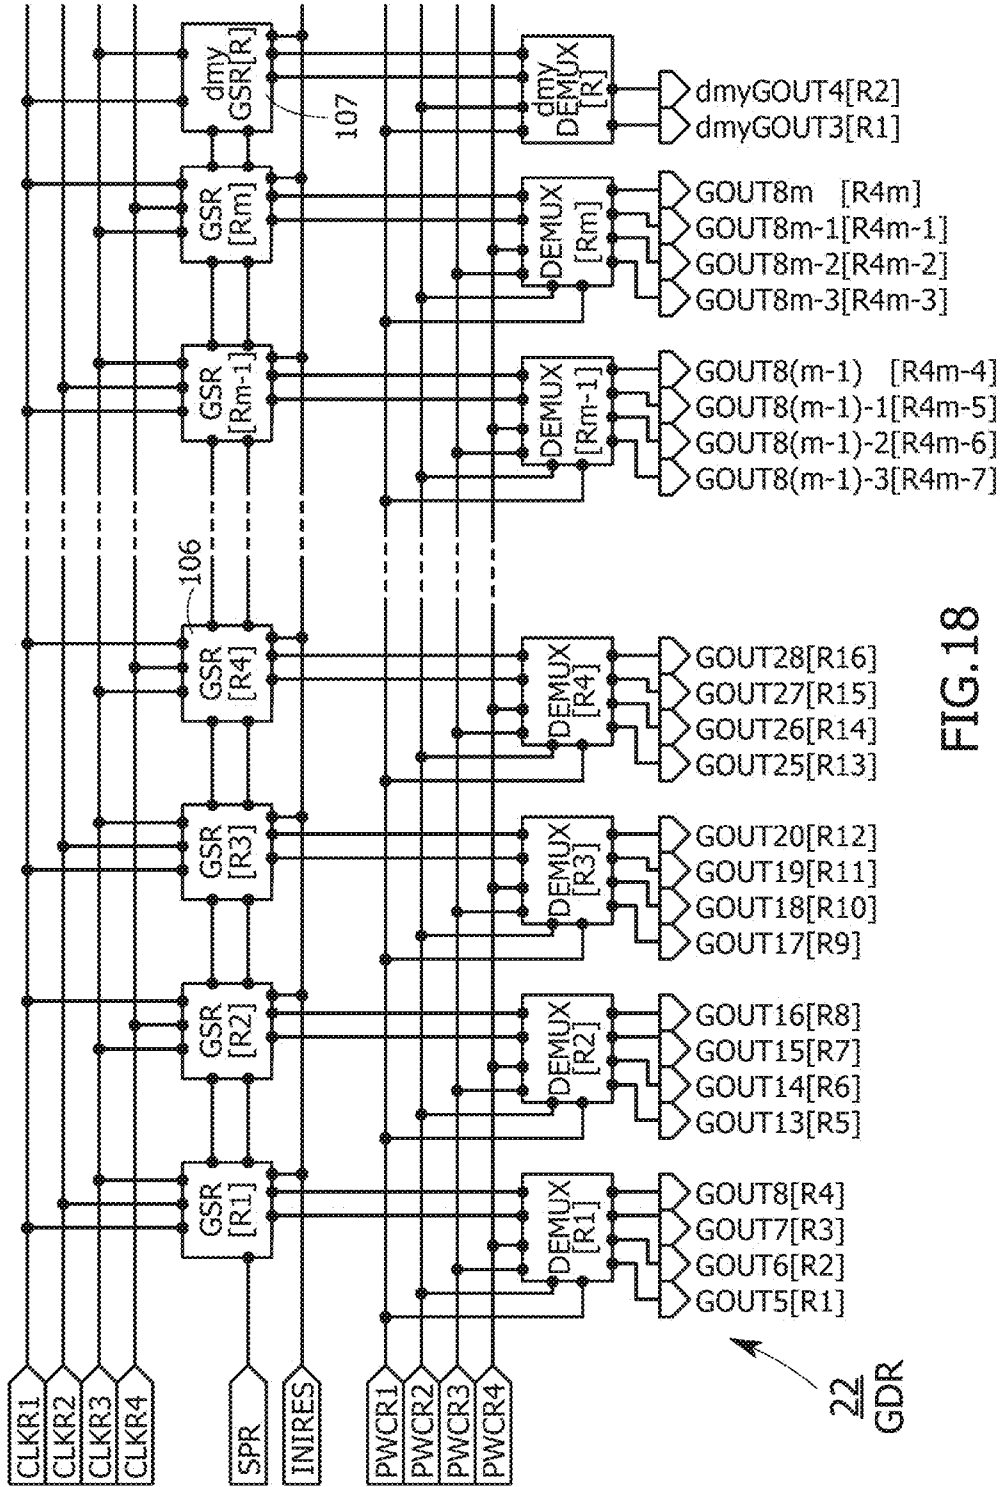 CLKR1
CLKR2
CLKR3
CLKR4
SPR
INIRES
PWCR1
PWCR2
PWCR3
PWCR4
GSR
[R1]
GSR
[R2]
GSR
[R3]
GSR
[R4]
106
GSR
[Rm-1]
GSR
[Rm]
dmy
GSR[R]
107
DEMUX
[R1]
DEMUX
[R2]
DEMUX
[R3]
DEMUX
[R4]
DEMUX
[Rm-1]
DEMUX
[Rm]
dmy
DEMUX
[R]
dmyGOUT4[R2]
dmyGOUT3[R1]
GOUT8m [R4m]
GOUT8m-1[R4m-1]
GOUT8m-2[R4m-2]
GOUT8m-3[R4m-3]
GOUT8(m-1) [R4m-4]
GOUT8(m-1)-1[R4m-5]
GOUT8(m-1)-2[R4m-6]
GOUT8(m-1)-3[R4m-7]
GOUT28[R16]
GOUT27[R15]
GOUT26[R14]
GOUT25[R13]
GOUT20[R12]
GOUT19[R11]
GOUT18[R10]
GOUT17[R9]
GOUT16[R8]
GOUT15[R7]
GOUT14[R6]
GOUT13[R5]
GOUT8[R4]
GOUT7[R3]
GOUT6[R2]
GOUT5[R1]
22
GDR
FIG.18